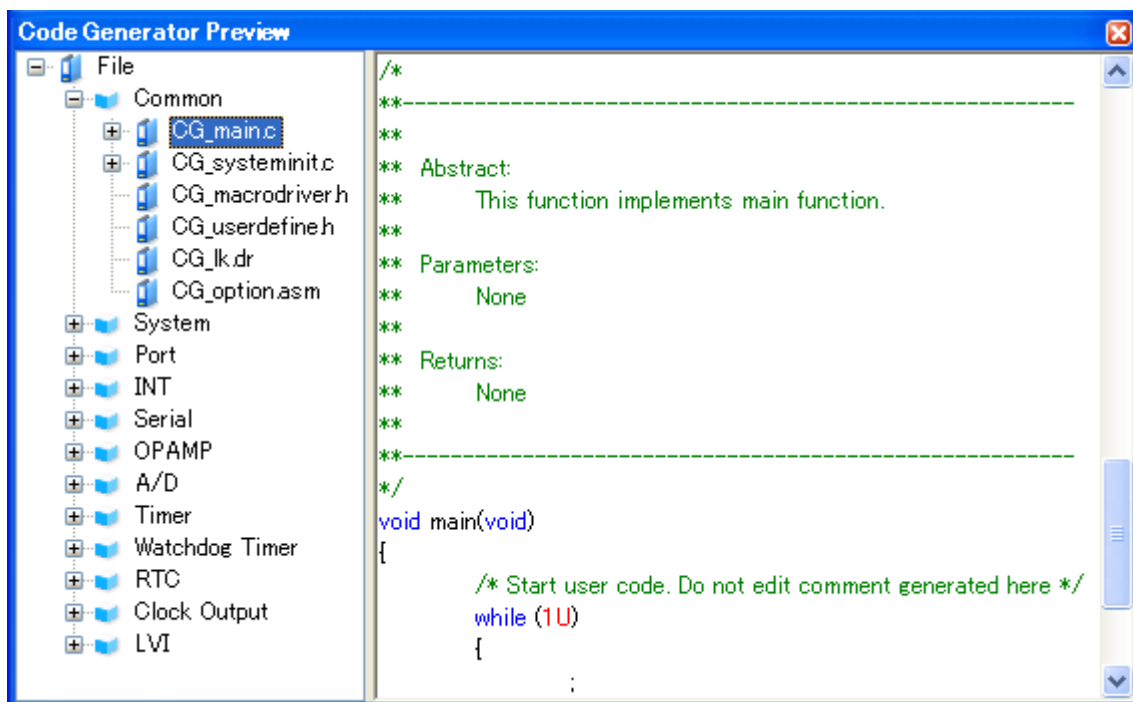 Code Generator Preview
File
Common
CG_main.c
CG_systeminit.c
CG_macrodriver.h
CG_userdefine.h
CG_lk.dr
CG_option.asm
System
Port
INT
Serial
OPAMP
A/D
Timer
Watchdog Timer
RTC
Clock Output
LVI
/*
**--------------------------------------------------------
**
** Abstract:
** This function implements main function.
**
** Parameters:
** None
**
** Returns:
** None
**
**--------------------------------------------------------
*/
void main(void)
{
/* Start user code. Do not edit comment generated here */
while (1U)
{
;